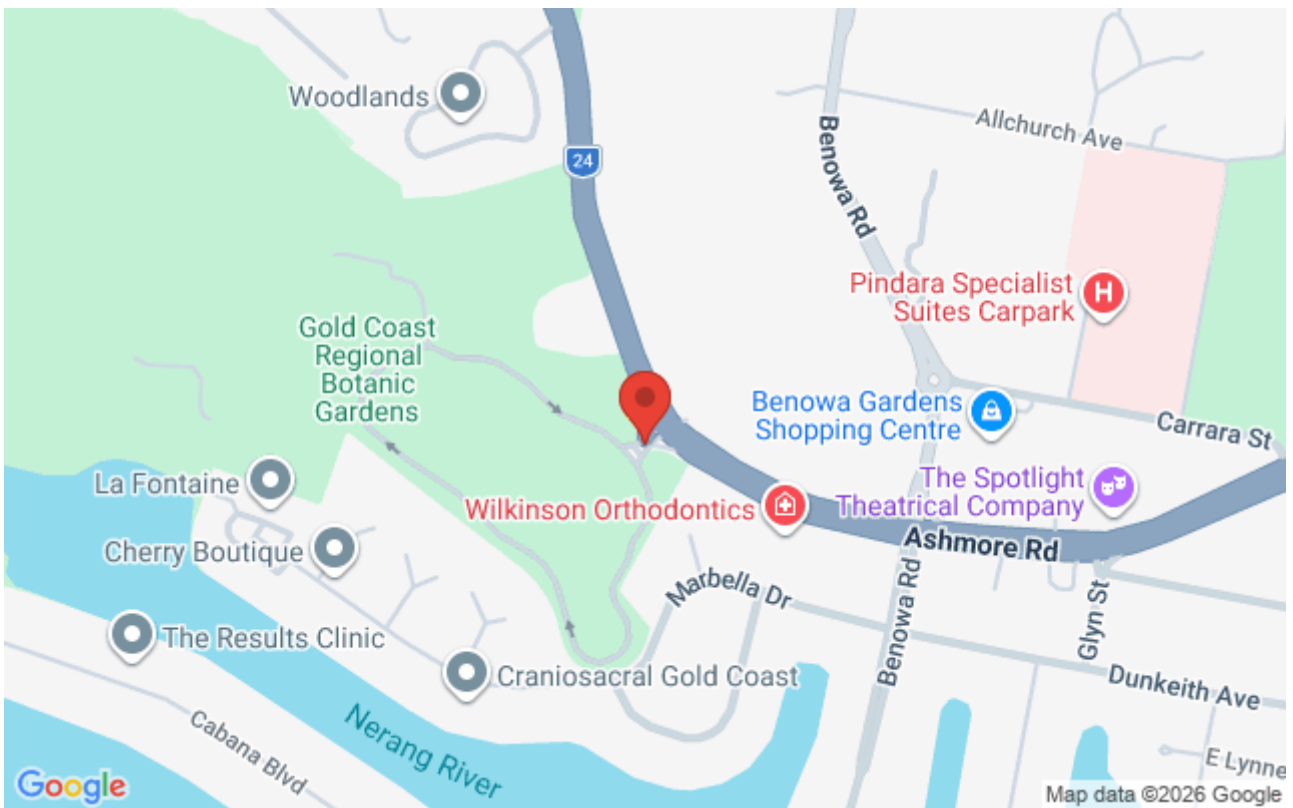 Woodlands
24
Benowa Rd
Allchurch Ave
Pindara Specialist
Suites Carpark
H
Gold Coast
Regional
Botanic
Gardens
Benowa Gardens
Shopping Centre
Carrara St
La Fontaine
The Spotlight
Theatrical Company
Wilkinson Orthodontics
Ashmore Rd
Cherry Boutique
Marbella Dr
Benowa Rd
Glyn St
The Results Clinic
Craniosacral Gold Coast
Dunkeith Ave
Nerang River
Cabana Blvd
E Lynne
Google
Map data ©2026 Google